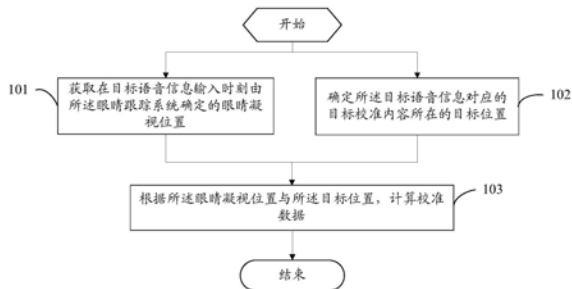 开始
101
获取在目标语音信息输入时刻由
所述眼睛跟踪系统确定的眼睛凝
视位置
确定所述目标语音信息对应的
目标校准内容所在的目标位置
102
根据所述眼睛凝视位置与所述目标位置，计算校准
数据
103
结束